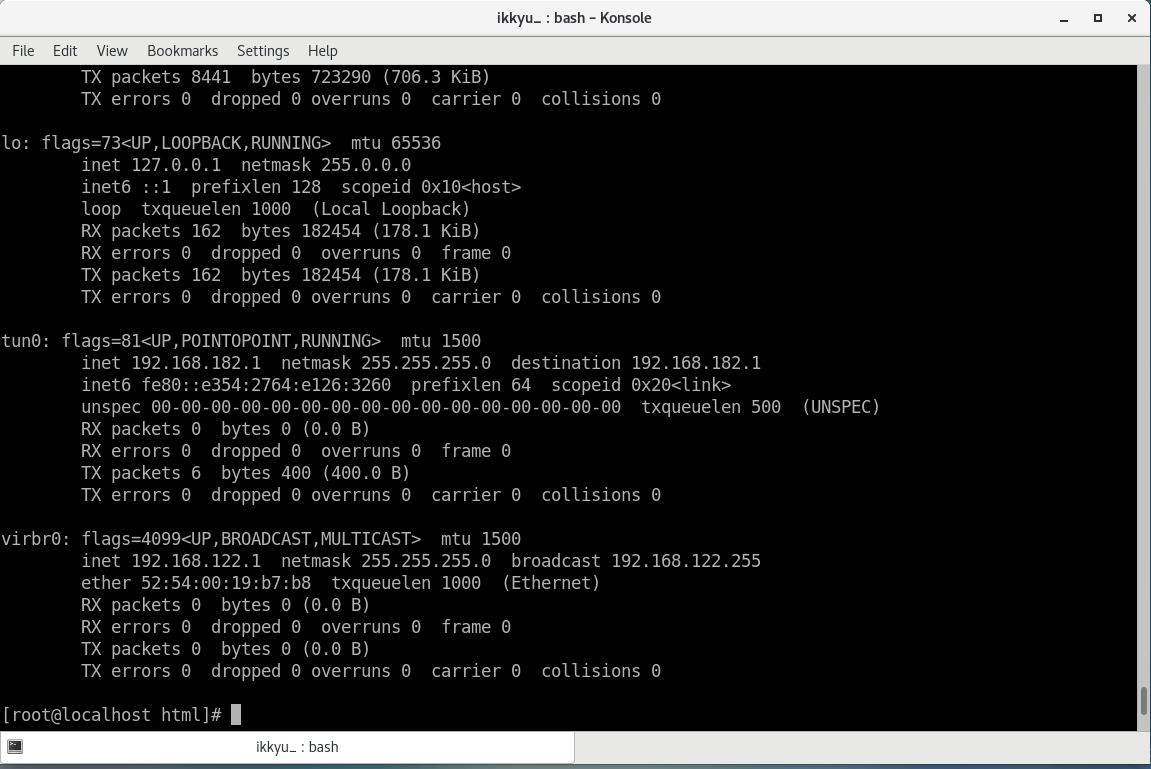 ikkyu_ : bash – Konsole
File Edit View Bookmarks Settings Help
        TX packets 8441  bytes 723290 (706.3 KiB)
        TX errors 0  dropped 0 overruns 0  carrier 0  collisions 0

lo: flags=73<UP,LOOPBACK,RUNNING>  mtu 65536
        inet 127.0.0.1  netmask 255.0.0.0
        inet6 ::1  prefixlen 128  scopeid 0x10<host>
        loop  txqueuelen 1000  (Local Loopback)
        RX packets 162  bytes 182454 (178.1 KiB)
        RX errors 0  dropped 0  overruns 0  frame 0
        TX packets 162  bytes 182454 (178.1 KiB)
        TX errors 0  dropped 0 overruns 0  carrier 0  collisions 0

tun0: flags=81<UP,POINTOPOINT,RUNNING>  mtu 1500
        inet 192.168.182.1  netmask 255.255.255.0  destination 192.168.182.1
        inet6 fe80::e354:2764:e126:3260  prefixlen 64  scopeid 0x20<link>
        unspec 00-00-00-00-00-00-00-00-00-00-00-00-00-00-00-00  txqueuelen 500  (UNSPEC)
        RX packets 0  bytes 0 (0.0 B)
        RX errors 0  dropped 0  overruns 0  frame 0
        TX packets 6  bytes 400 (400.0 B)
        TX errors 0  dropped 0 overruns 0  carrier 0  collisions 0

virbr0: flags=4099<UP,BROADCAST,MULTICAST>  mtu 1500
        inet 192.168.122.1  netmask 255.255.255.0  broadcast 192.168.122.255
        ether 52:54:00:19:b7:b8  txqueuelen 1000  (Ethernet)
        RX packets 0  bytes 0 (0.0 B)
        RX errors 0  dropped 0  overruns 0  frame 0
        TX packets 0  bytes 0 (0.0 B)
        TX errors 0  dropped 0 overruns 0  carrier 0  collisions 0

[root@localhost html]#
ikkyu_ : bash